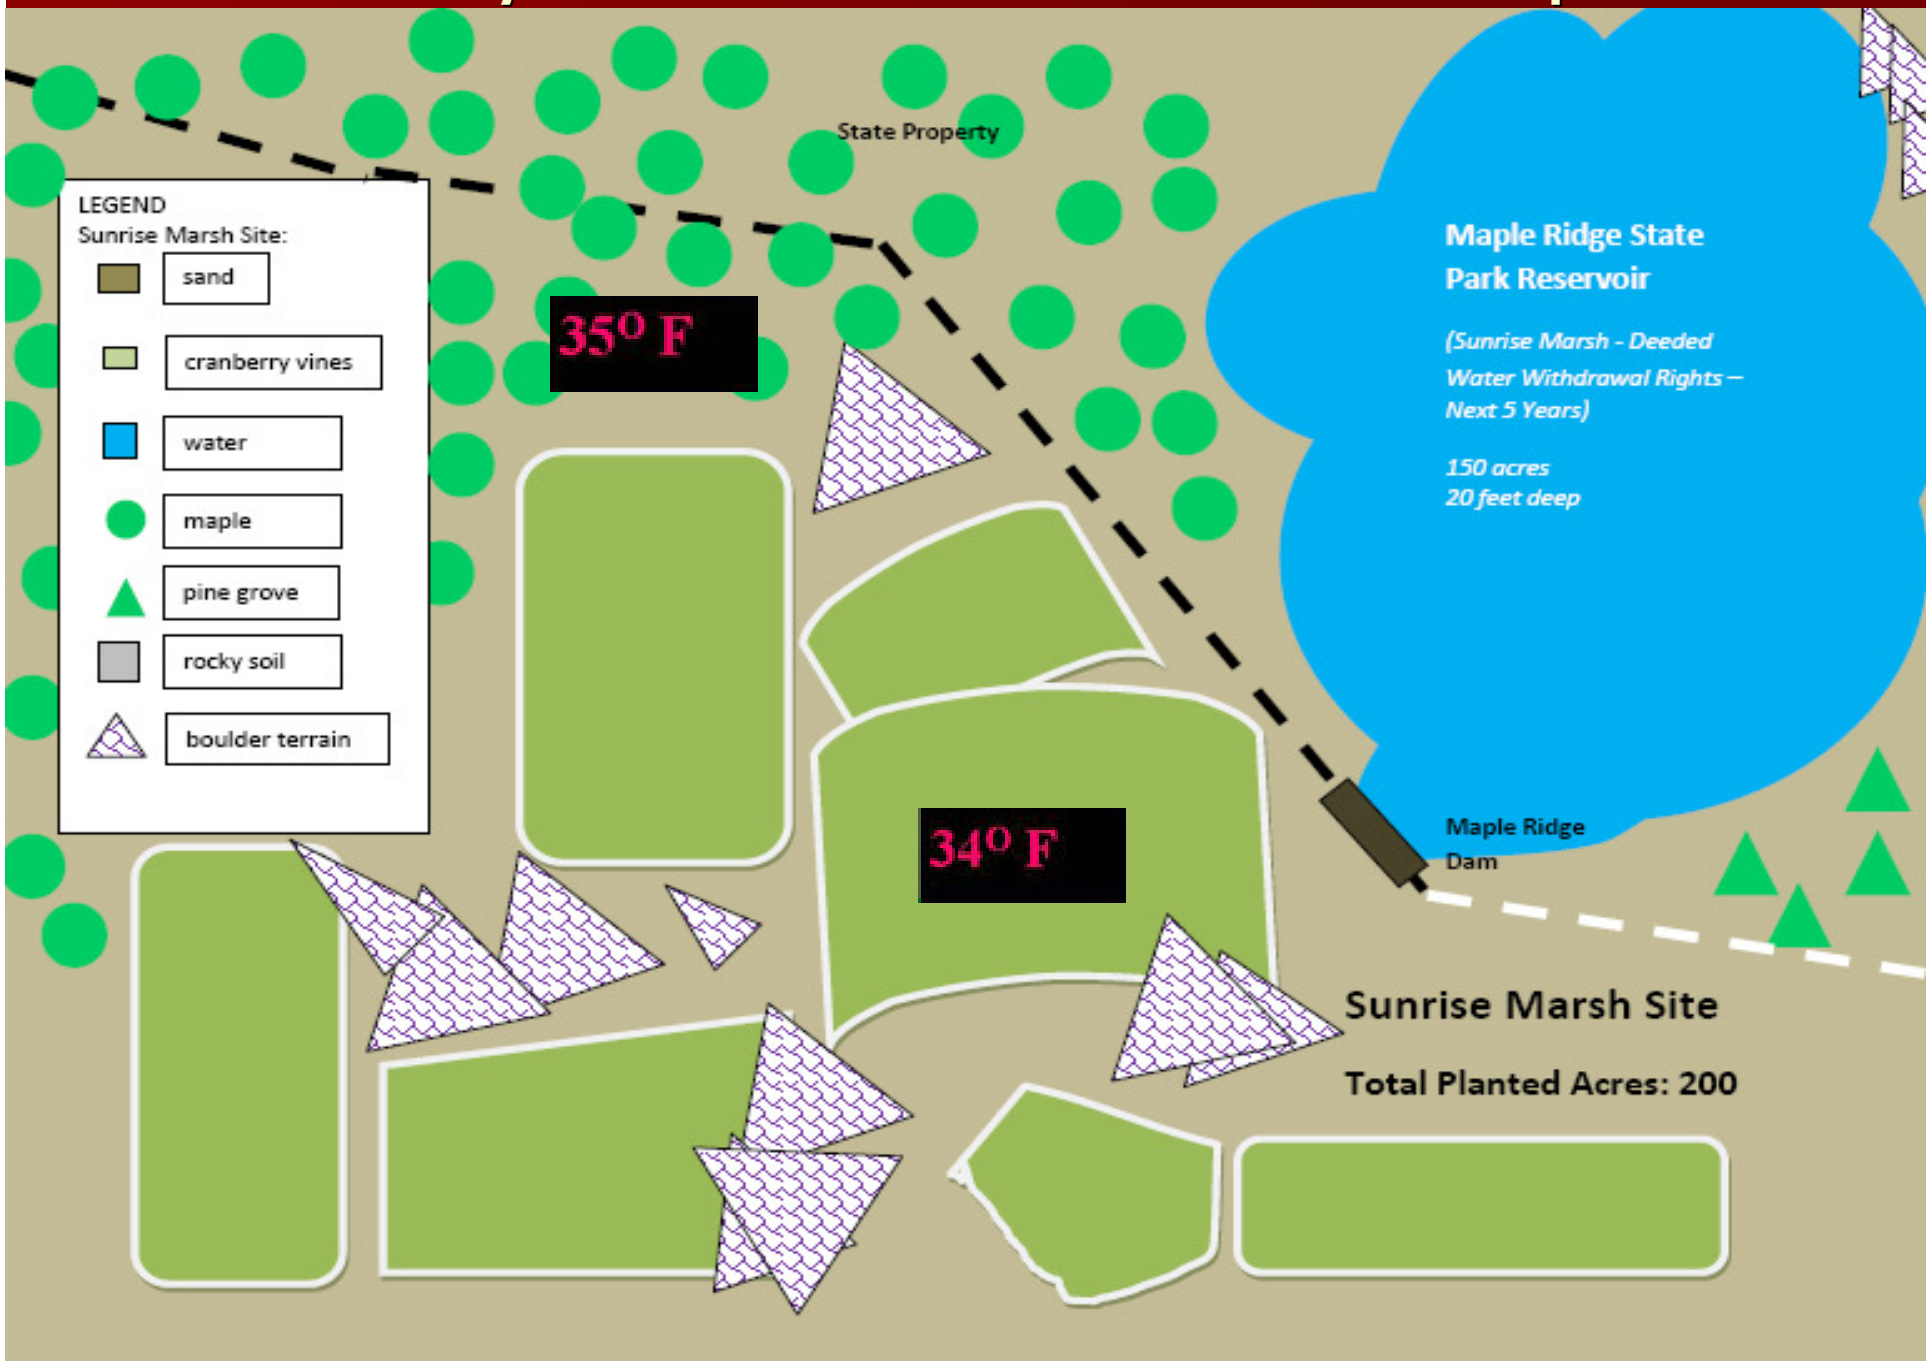 State Property
LEGEND
Sunrise Marsh Site:
sand
cranberry vines
water
maple
pine grove
rocky soil
boulder terrain
35º F
34º F
Maple Ridge State
Park Reservoir
(Sunrise Marsh - Deeded
Water Withdrawal Rights –
Next 5 Years)
150 acres
20 feet deep
Maple Ridge
Dam
Sunrise Marsh Site
Total Planted Acres: 200